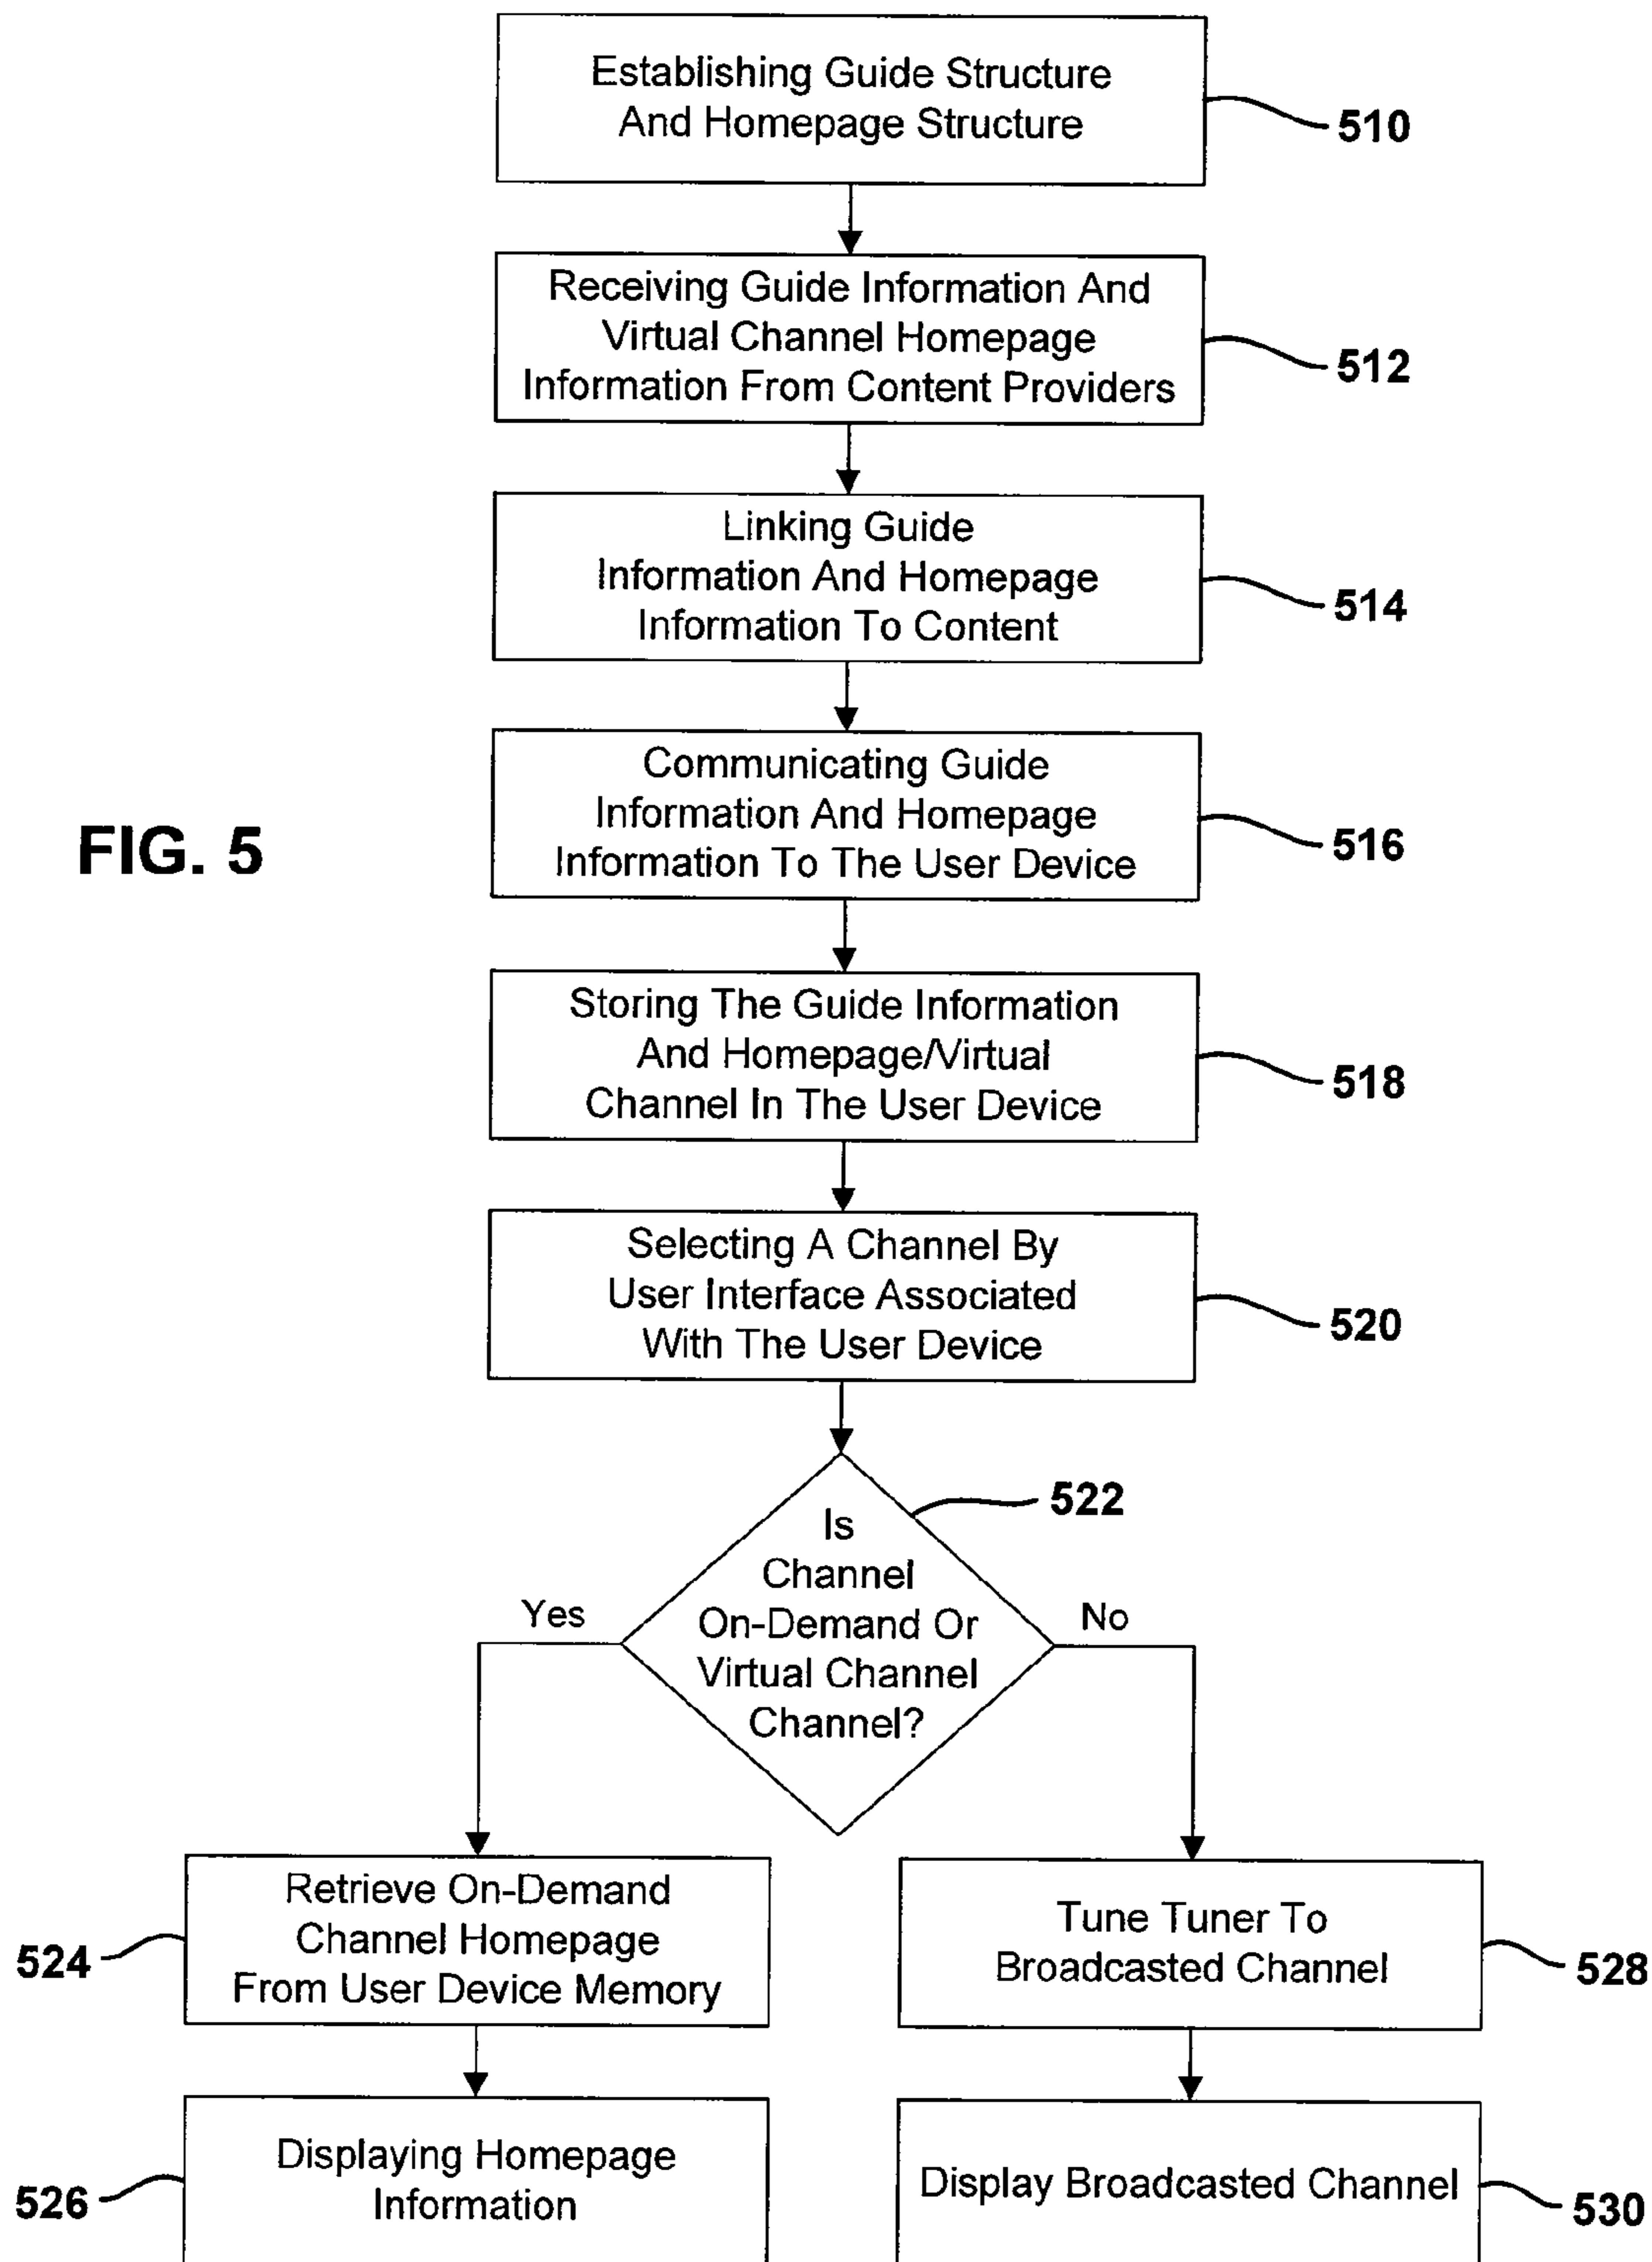 Establishing Guide Structure
And Homepage Structure
510
Receiving Guide Information And
Virtual Channel Homepage
Information From Content Providers
512
Linking Guide
Information And Homepage
Information To Content
514
Communicating Guide
Information And Homepage
Information To The User Device
516
FIG. 5
Storing The Guide Information
And Homepage/Virtual
Channel In The User Device
518
Selecting A Channel By
User Interface Associated
With The User Device
520
522
Is
Channel
On-Demand Or
Virtual Channel
Channel?
Yes
No
Retrieve On-Demand
Channel Homepage
From User Device Memory
524
Tune Tuner To
Broadcasted Channel
528
Displaying Homepage
Information
526
Display Broadcasted Channel
530